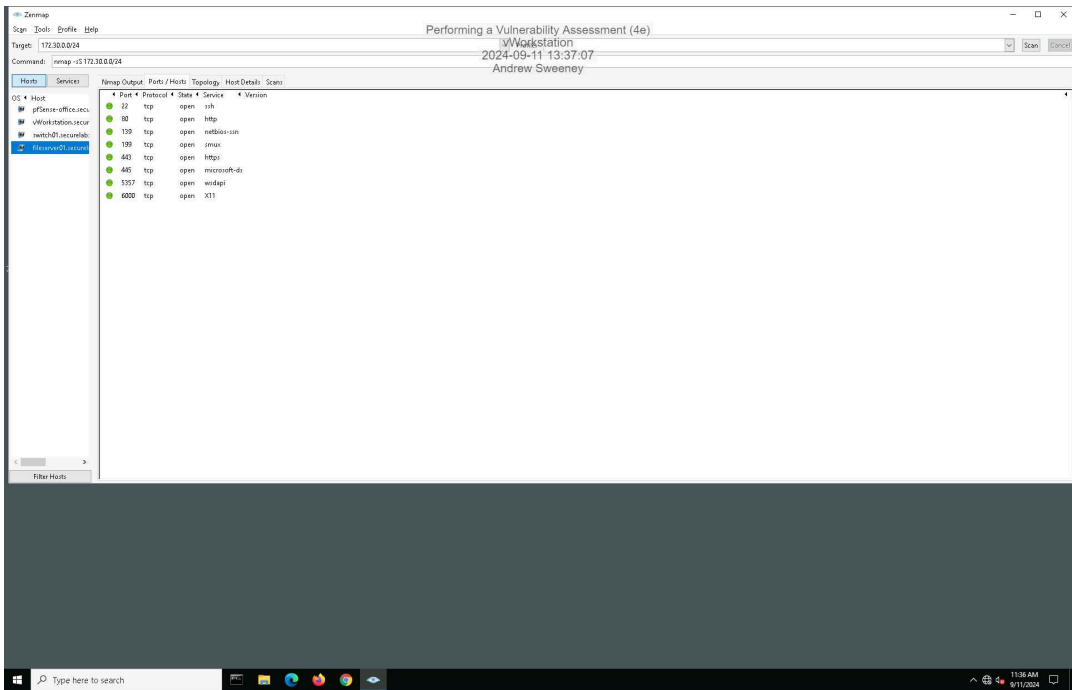 Zenmap
Scan Tools Profile Help
Performing a Vulnerability Assessment (4e)
Target: 172.30.0.0/24
vWorkstation
Scan Cancel
2024-09-11 13:37:07
Command: nmap -sS 172.30.0.0/24
Andrew Sweeney
Hosts Services
Nmap Output Ports / Hosts Topology Host Details Scans
OS Host
Port Protocol State Service Version
pfSense-office.secu
vWorkstation.secur
switch01.securelab
fileserver01.securel
22 tcp open ssh
80 tcp open http
139 tcp open netbios-ssn
199 tcp open smux
443 tcp open https
445 tcp open microsoft-ds
5357 tcp open wsdapi
6000 tcp open X11
Filter Hosts
Type here to search
11:36 AM
9/11/2024